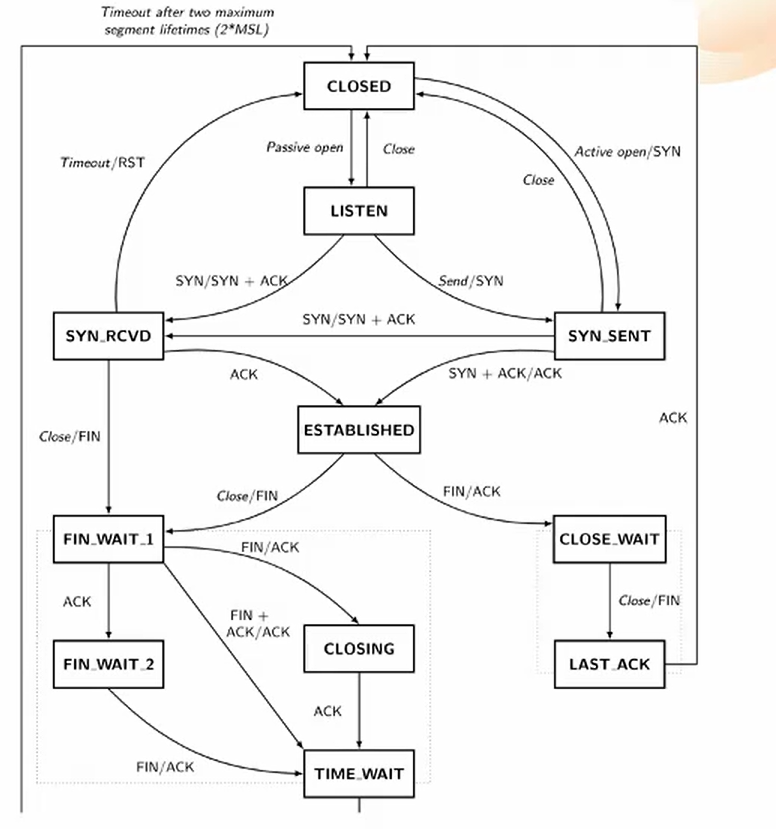 Timeout after two maximum
segment lifetimes (2*MSL)
CLOSED
Passive open
Close
Timeout/RST
Active open/SYN
Close
LISTEN
SYN/SYN + ACK
Send/SYN
SYN/SYN + ACK
SYN_RCVD
SYN_SENT
ACK
SYN + ACK/ACK
ESTABLISHED
ACK
Close/FIN
Close/FIN
FIN/ACK
FIN_WAIT_1
CLOSE_WAIT
FIN/ACK
ACK
FIN +
ACK/ACK
Close/FIN
CLOSING
FIN_WAIT_2
LAST_ACK
ACK
FIN/ACK
TIME_WAIT